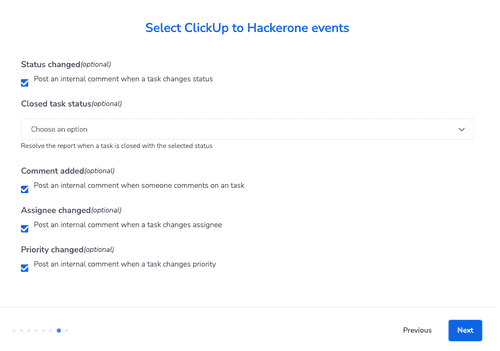 Select ClickUp to Hackerone events
Status changed(optional)
Post an internal comment when a task changes status
Closed task status(optional)
Choose an option
Resolve the report when a task is closed with the selected status
Comment added(optional)
Post an internal comment when someone comments on an task
Assignee changed(optional)
Post an internal comment when a task changes assignee
Priority changed(optional)
Post an internal comment when a task changes priority
Previous
Next